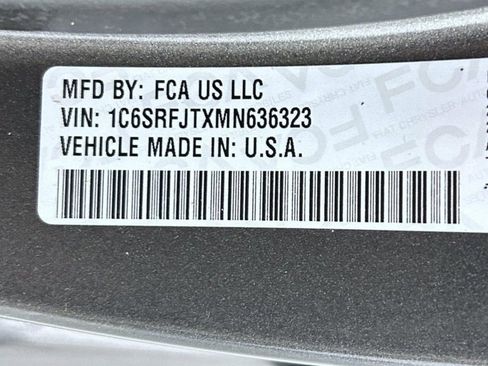 MFD BY: FCA US LLC
VIN: 1C6SRFJTXMN636323
VEHICLE MADE IN: U.S.A.